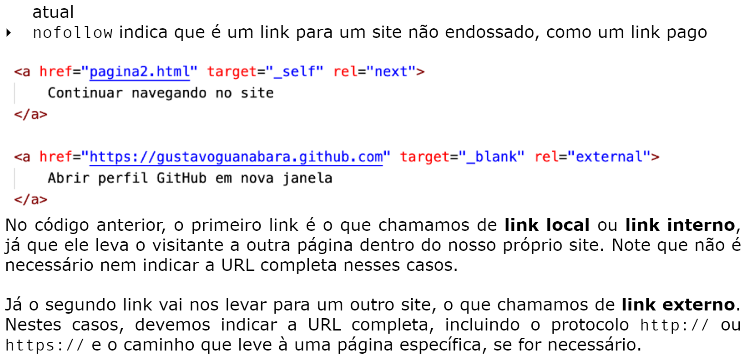 atual
nofollow indica que é um link para um site não endossado, como um link pago
<a href="pagina2.html" target="_self" rel="next">
Continuar navegando no site
</a>
<a href="https://gustavoguanabara.github.com" target="_blank" rel="external">
Abrir perfil GitHub em nova janela
</a>
No código anterior, o primeiro link é o que chamamos de link local ou link interno,
já que ele leva o visitante a outra página dentro do nosso próprio site. Note que não é
necessário nem indicar a URL completa nesses casos.
Já o segundo link vai nos levar para um outro site, o que chamamos de link externo.
Nestes casos, devemos indicar a URL completa, incluindo o protocolo http:// ou
https:// e o caminho que leve à uma página específica, se for necessário.